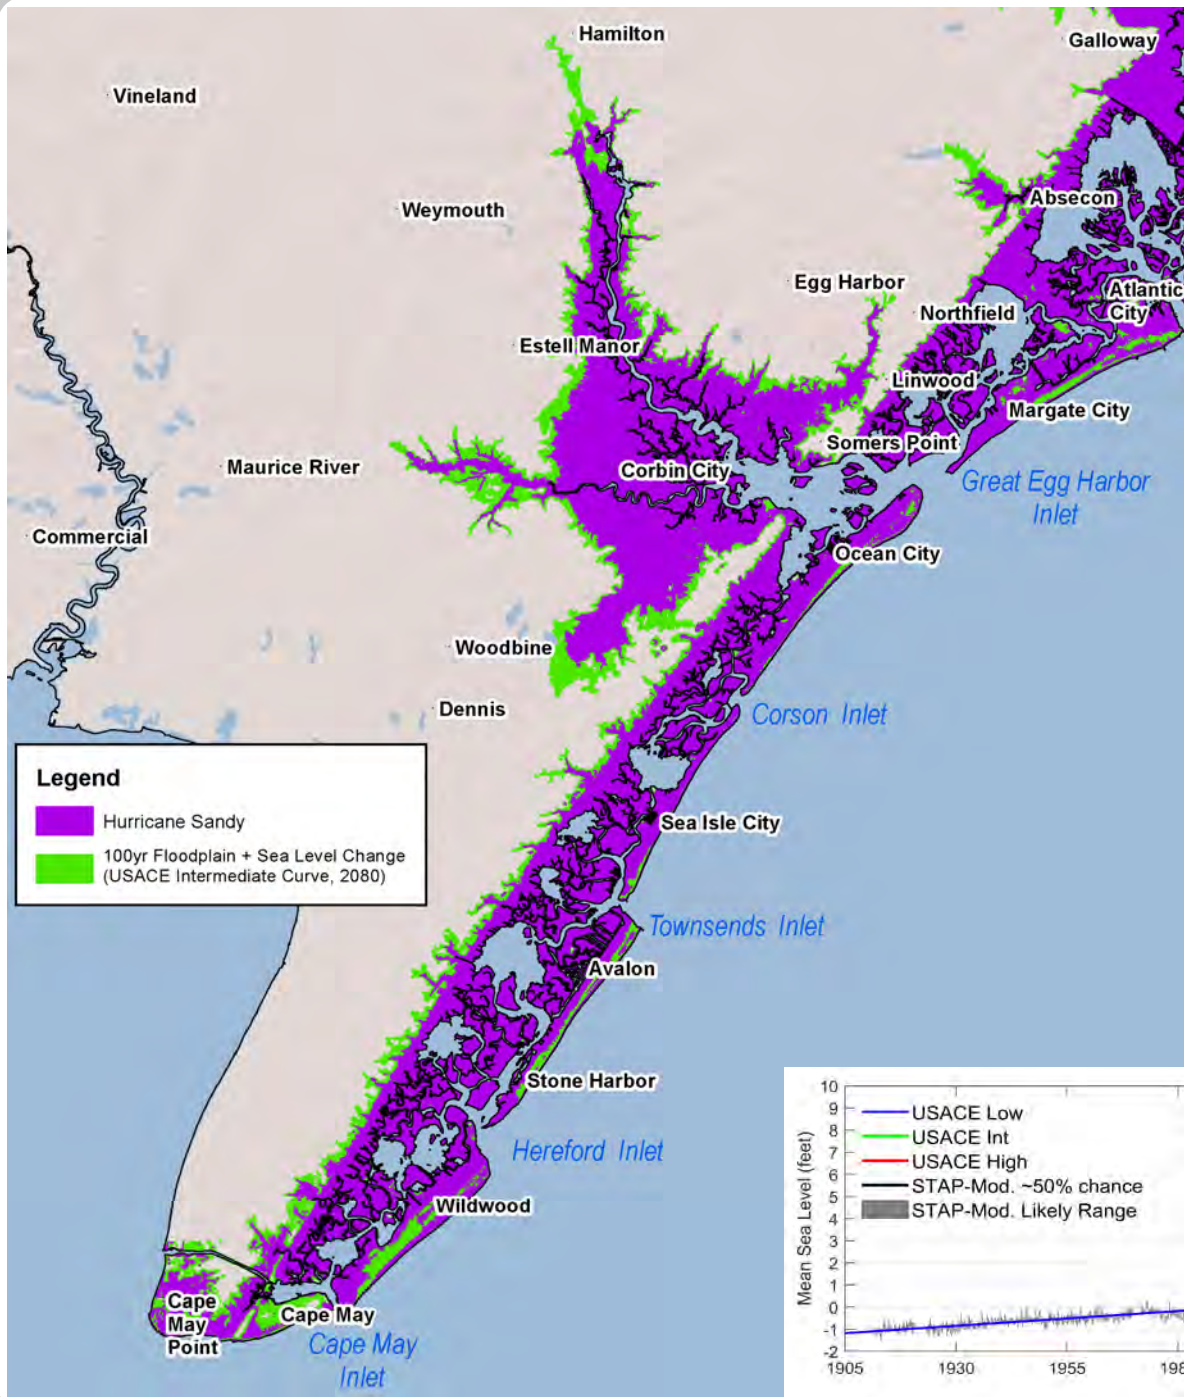 Hamilton
Galloway
Vineland
Weymouth
Absecon
Egg Harbor
Atlantic
City
Northfield
Estell Manor
Linwood
Margate City
Somers Point
Maurice River
Corbin City
Great Egg Harbor
Inlet
Commercial
Ocean City
Woodbine
Dennis
Corson Inlet
Legend
Hurricane Sandy
100yr Floodplain + Sea Level Change
(USACE Intermediate Curve, 2080)
Sea Isle City
Townsends Inlet
Avalon
Stone Harbor
Hereford Inlet
Wildwood
Cape
May
Point
Cape May
Cape May
Inlet
Mean Sea Level (feet)
10
9
8
7
6
5
4
3
2
1
0
-1
-2
USACE Low
USACE Int
USACE High
STAP-Mod. ~50% chance
STAP-Mod. Likely Range
1905 1930 1955 198